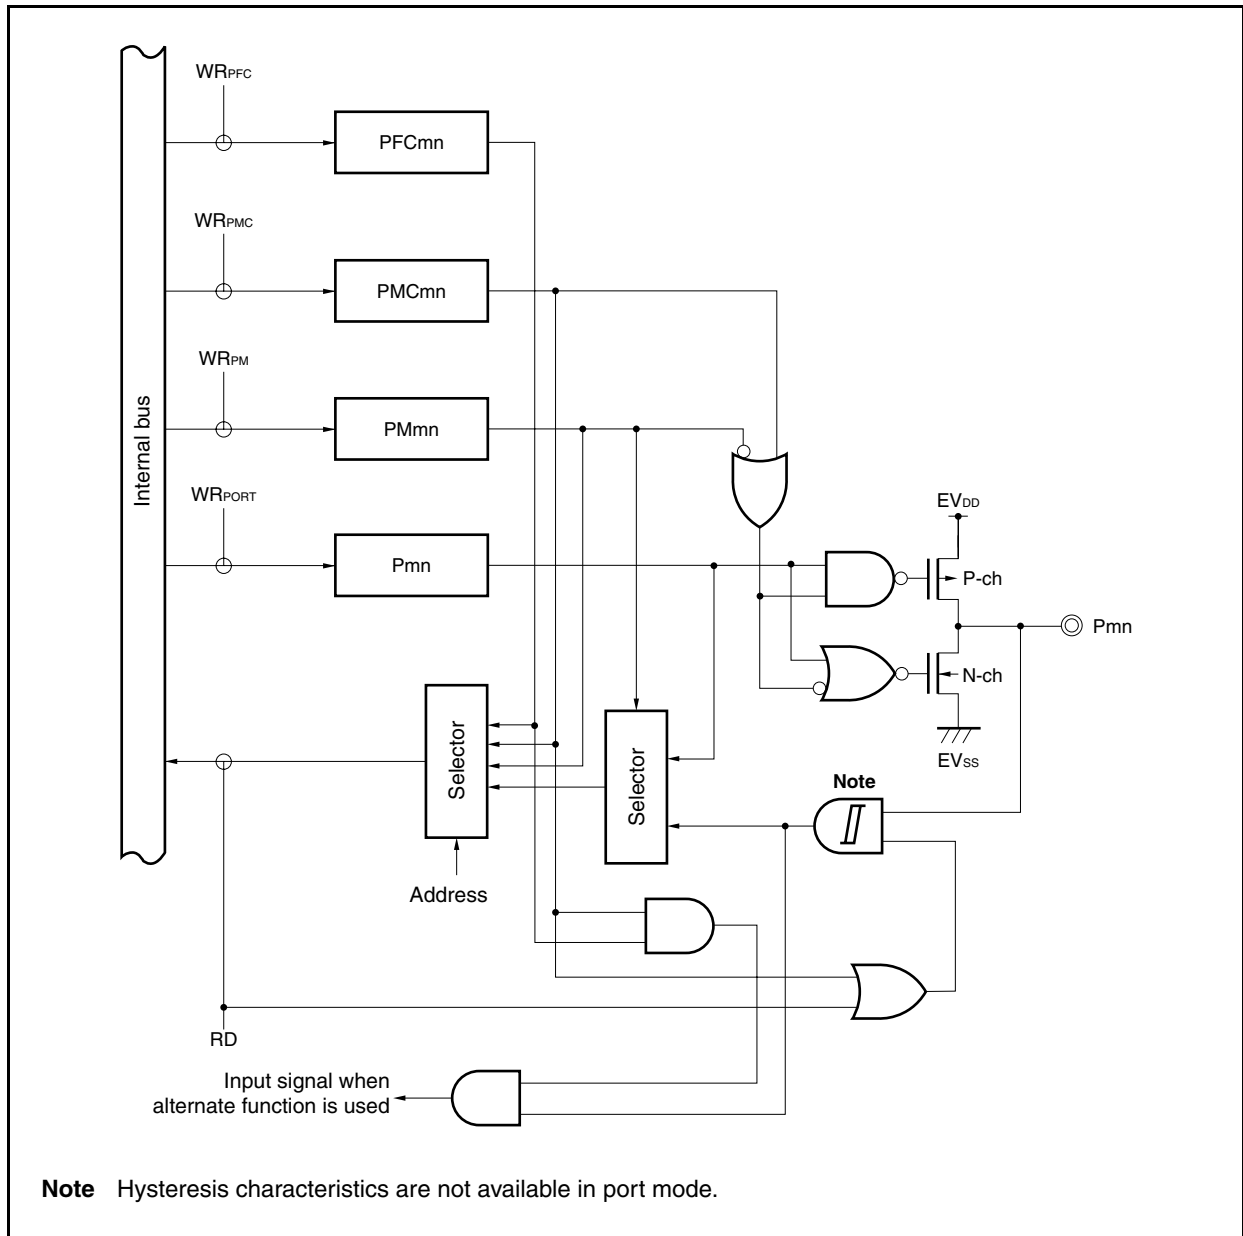 WRPFC
PFCmn
WRPMC
PMCmn
WRPM
PMmn
Internal bus
WRPORT
Pmn
EVDD
P-ch
Pmn
N-ch
EVSS
Selector
Selector
Note
Address
RD
Input signal when
alternate function is used
Note Hysteresis characteristics are not available in port mode.